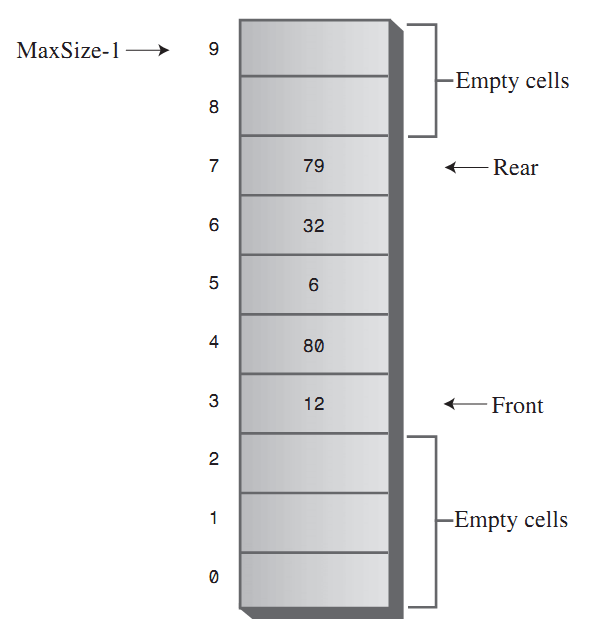 MaxSize-1 9
8
Empty cells
7 79 Rear
6 32
5 6
4 80
3 12 Front
2
1
Empty cells
0